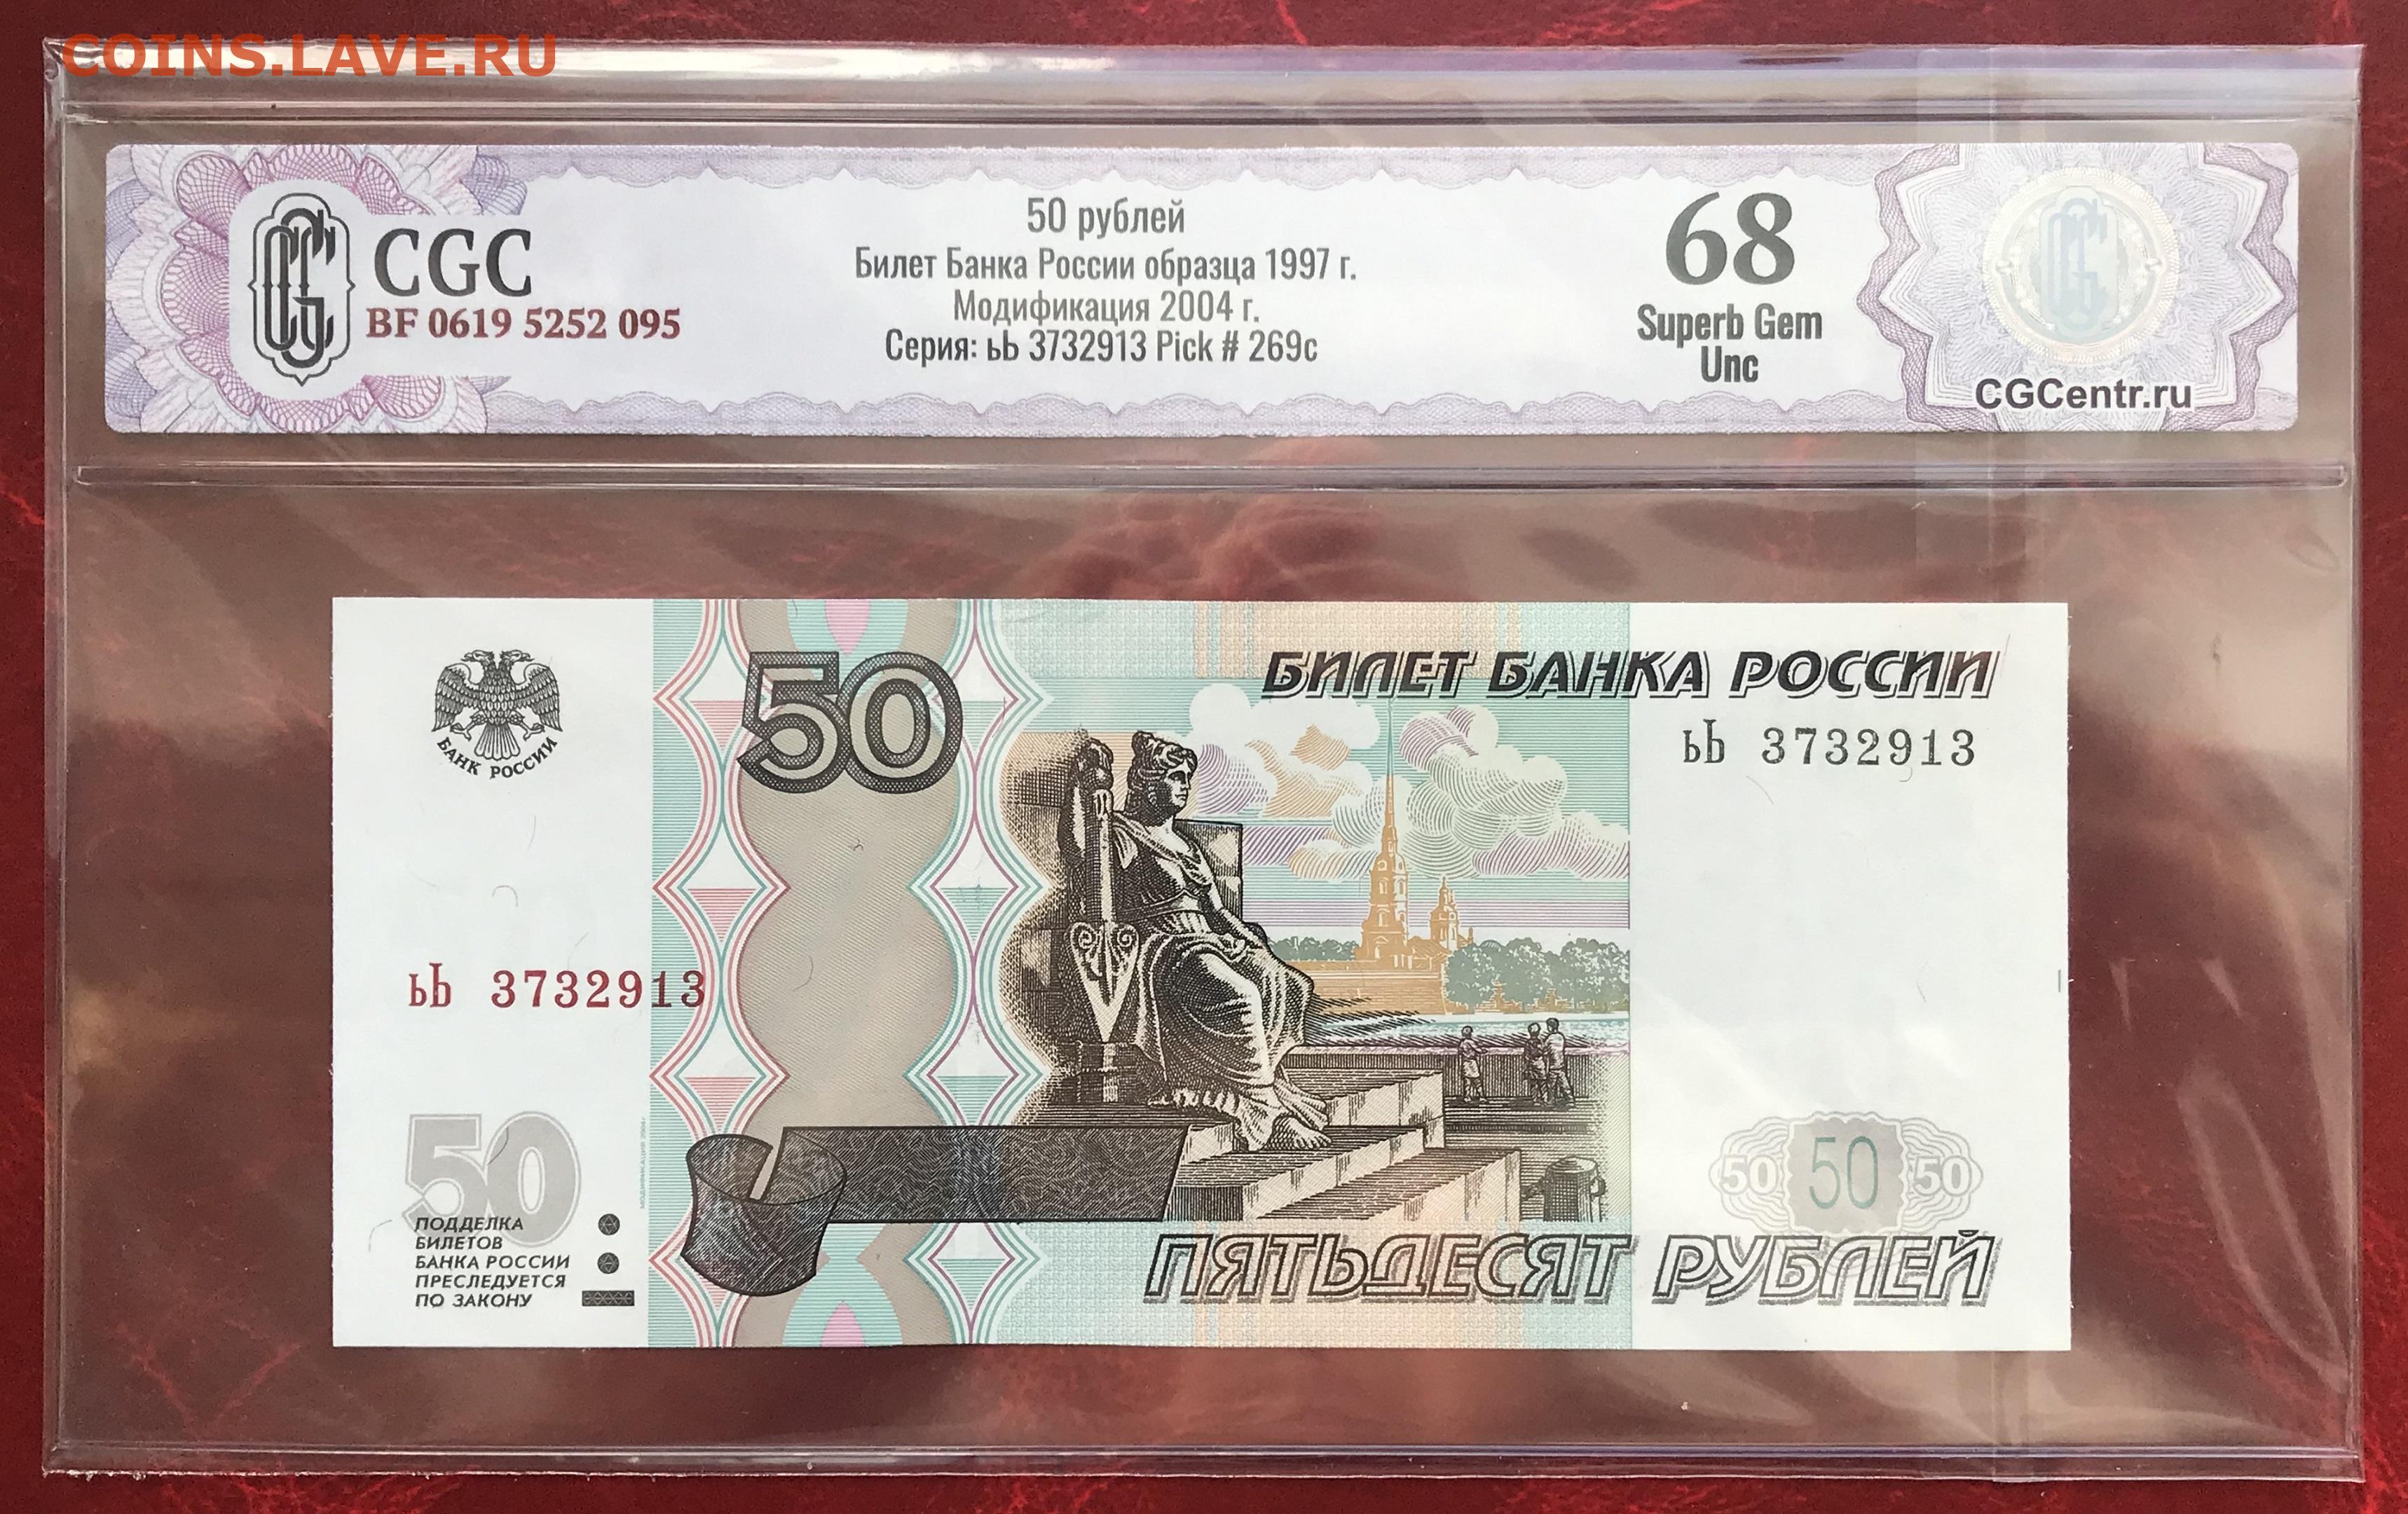 COINS.LAVE.RU
CGC
BF 0619 5252 095
50 рублей
Билет Банка России образца 1997 г.
Модификация 2004 г.
Серия: ьЬ 3732913 Pick # 269c
68
Superb Gem
Unc
CGCentr.ru
БАНК РОССИИ
50
БИЛЕТ БАНКА РОССИИ
ьЬ 3732913
ьЬ 3732913
МОДИФИКАЦИЯ 2004 г.
50
ПОДДЕЛКА
БИЛЕТОВ
БАНКА РОССИИ
ПРЕСЛЕДУЕТСЯ
ПО ЗАКОНУ
50 50 50
ПЯТЬДЕСЯТ РУБЛЕЙ